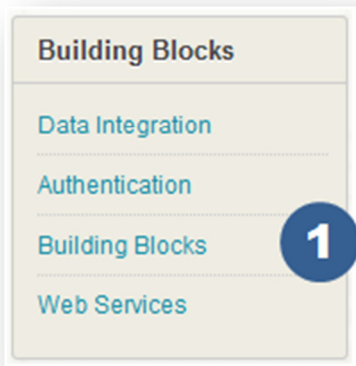 Building Blocks
Data Integration
Authentication
Building Blocks
1
Web Services